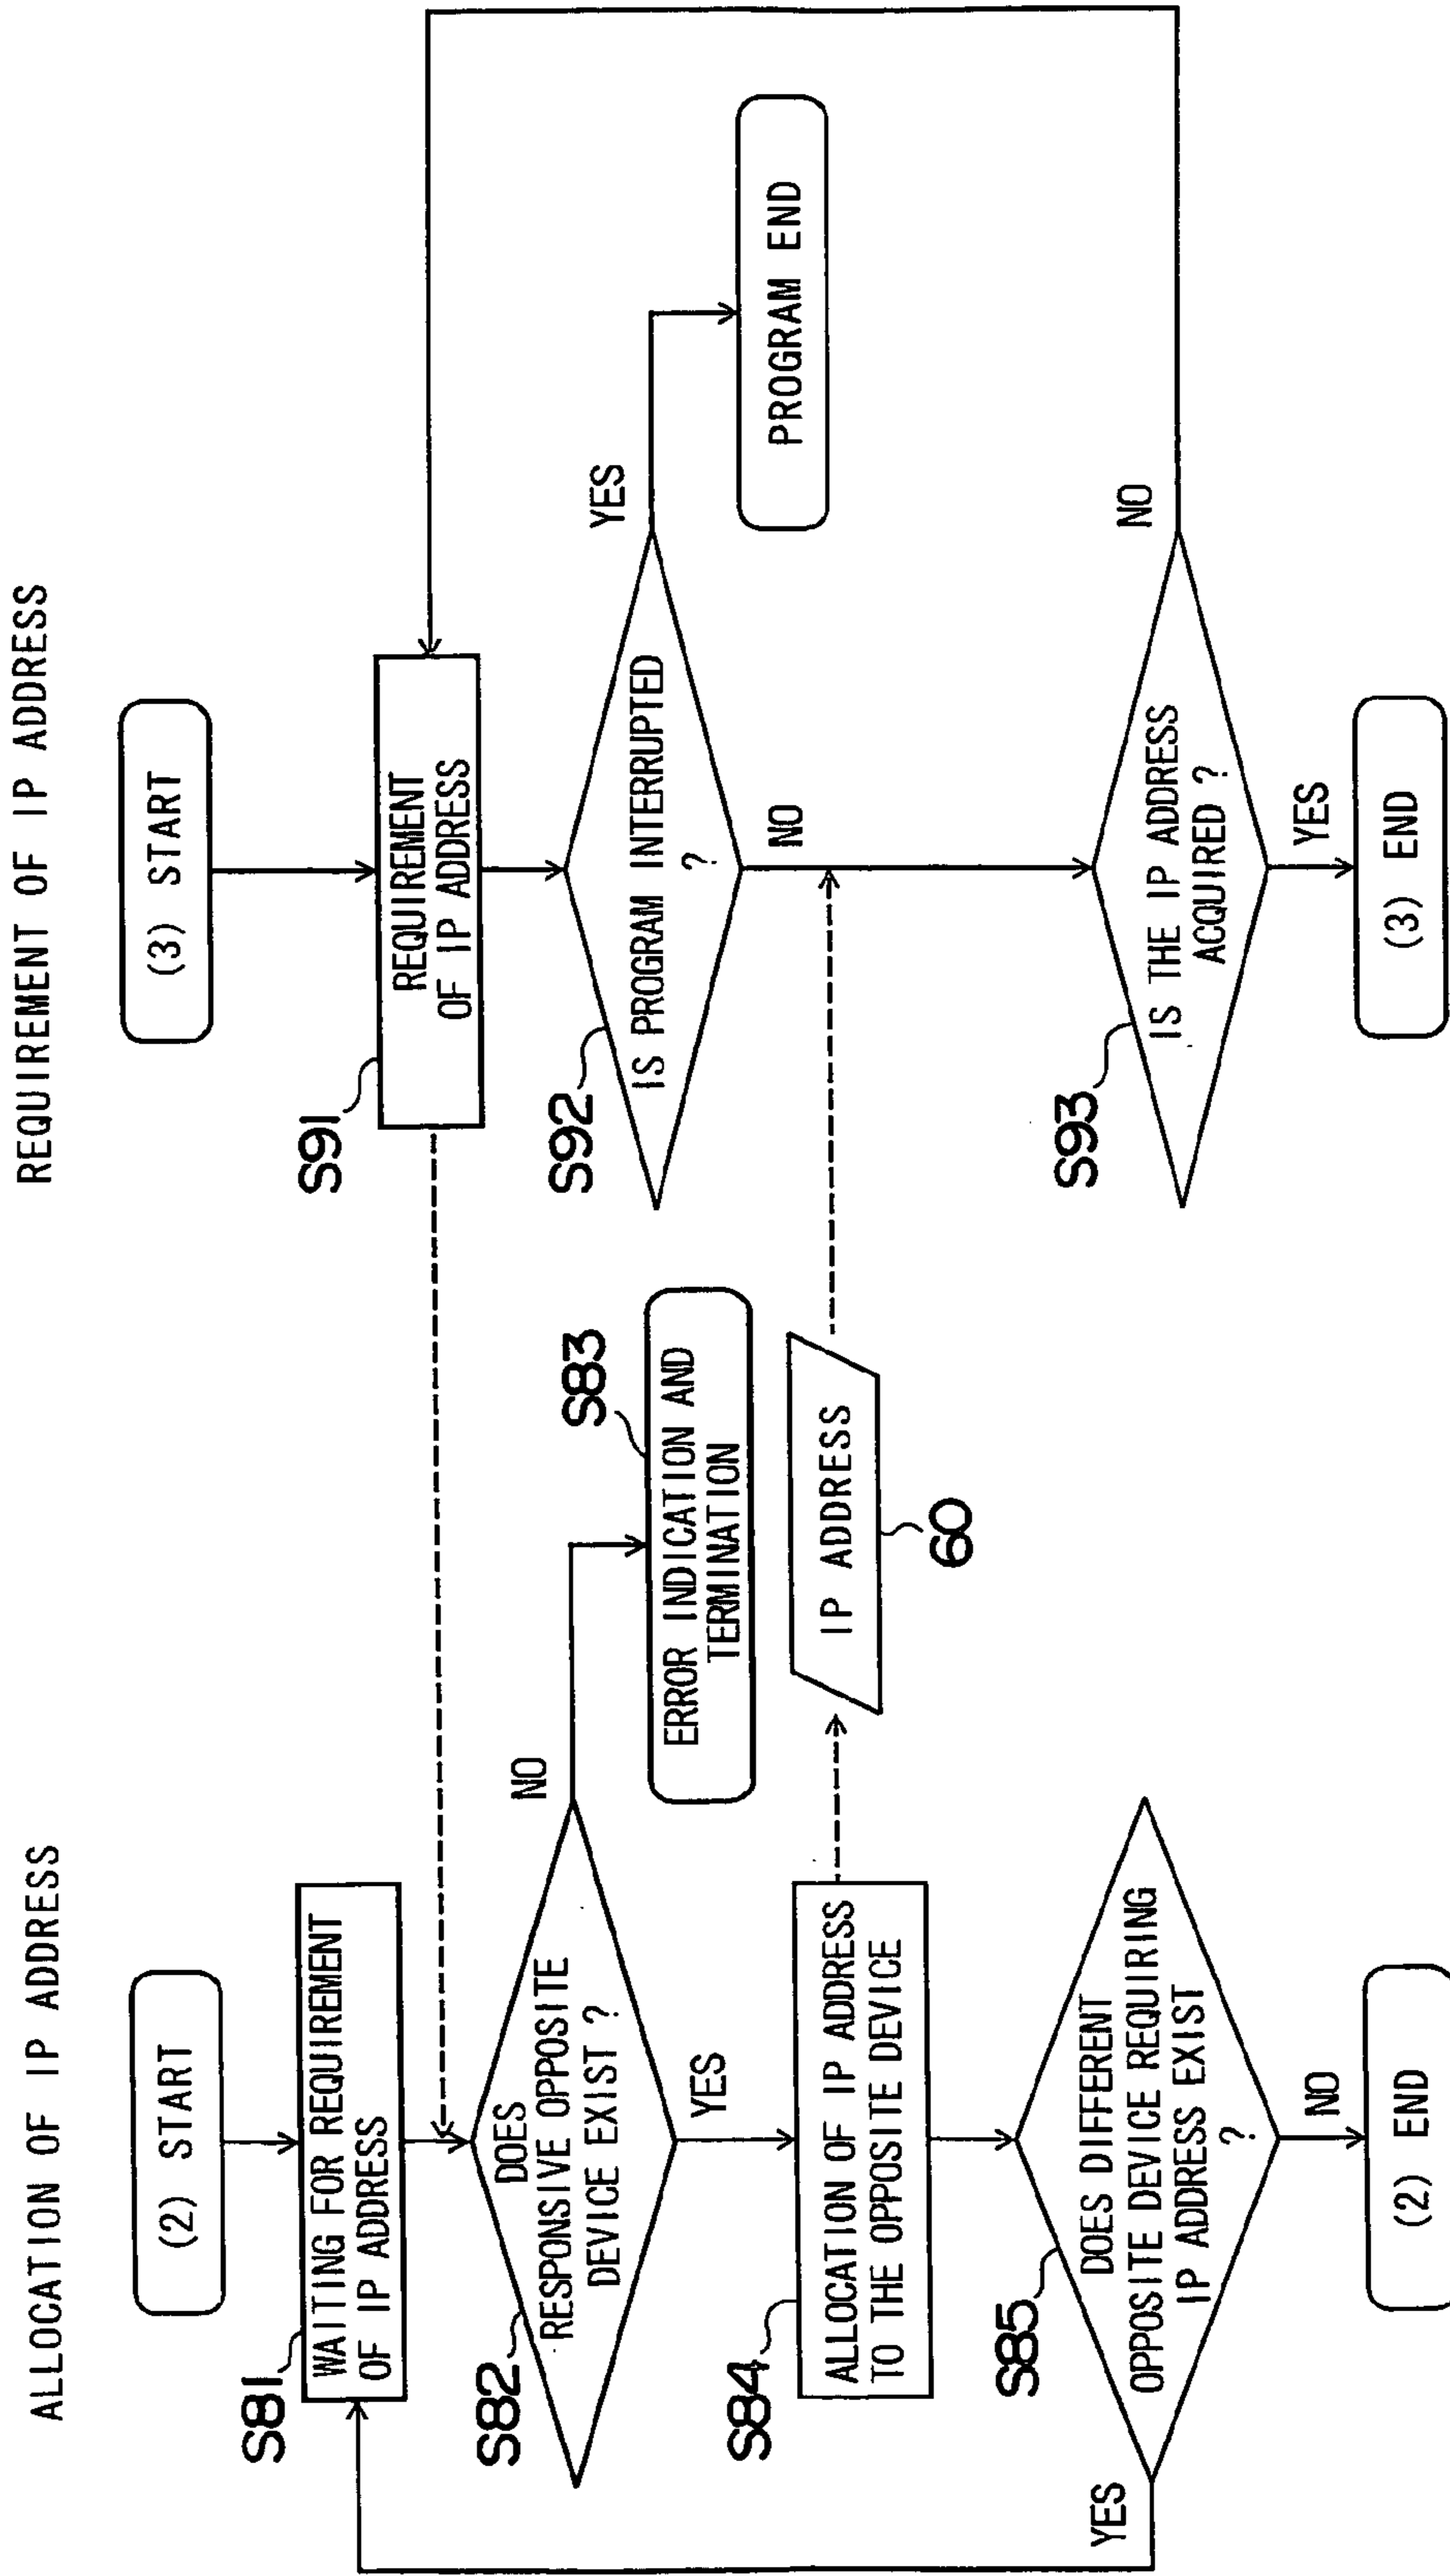 ALLOCATION OF IP ADDRESS
(2) START
S81
WAITING FOR REQUIREMENT
OF IP ADDRESS
S82
DOES
RESPONSIVE OPPOSITE
DEVICE EXIST ?
NO
S83
ERROR INDICATION AND
TERMINATION
YES
S84
ALLOCATION OF IP ADDRESS
TO THE OPPOSITE DEVICE
IP ADDRESS
60
S85
DOES DIFFERENT
OPPOSITE DEVICE REQUIRING
IP ADDRESS EXIST
?
YES
NO
(2) END
REQUIREMENT OF IP ADDRESS
(3) START
S91
REQUIREMENT
OF IP ADDRESS
S92
IS PROGRAM INTERRUPTED
?
YES
PROGRAM END
NO
S93
IS THE IP ADDRESS
ACQUIRED ?
NO
YES
(3) END